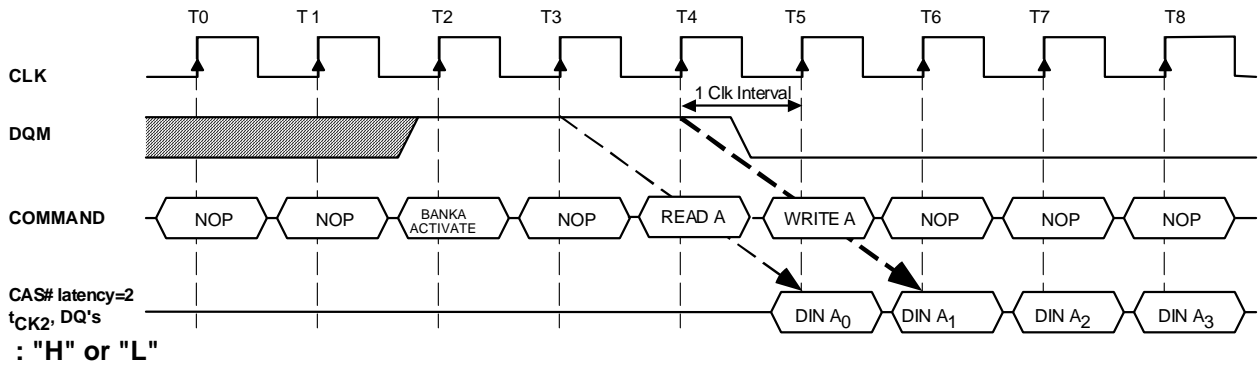 T0 T1 T2 T3 T4 T5 T6 T7 T8
CLK
1 Clk Interval
DQM
COMMAND NOP NOP BANKA ACTIVATE NOP READ A WRITE A NOP NOP NOP
CAS# latency=2
tCK2, DQ's DIN A0 DIN A1 DIN A2 DIN A3
: "H" or "L"